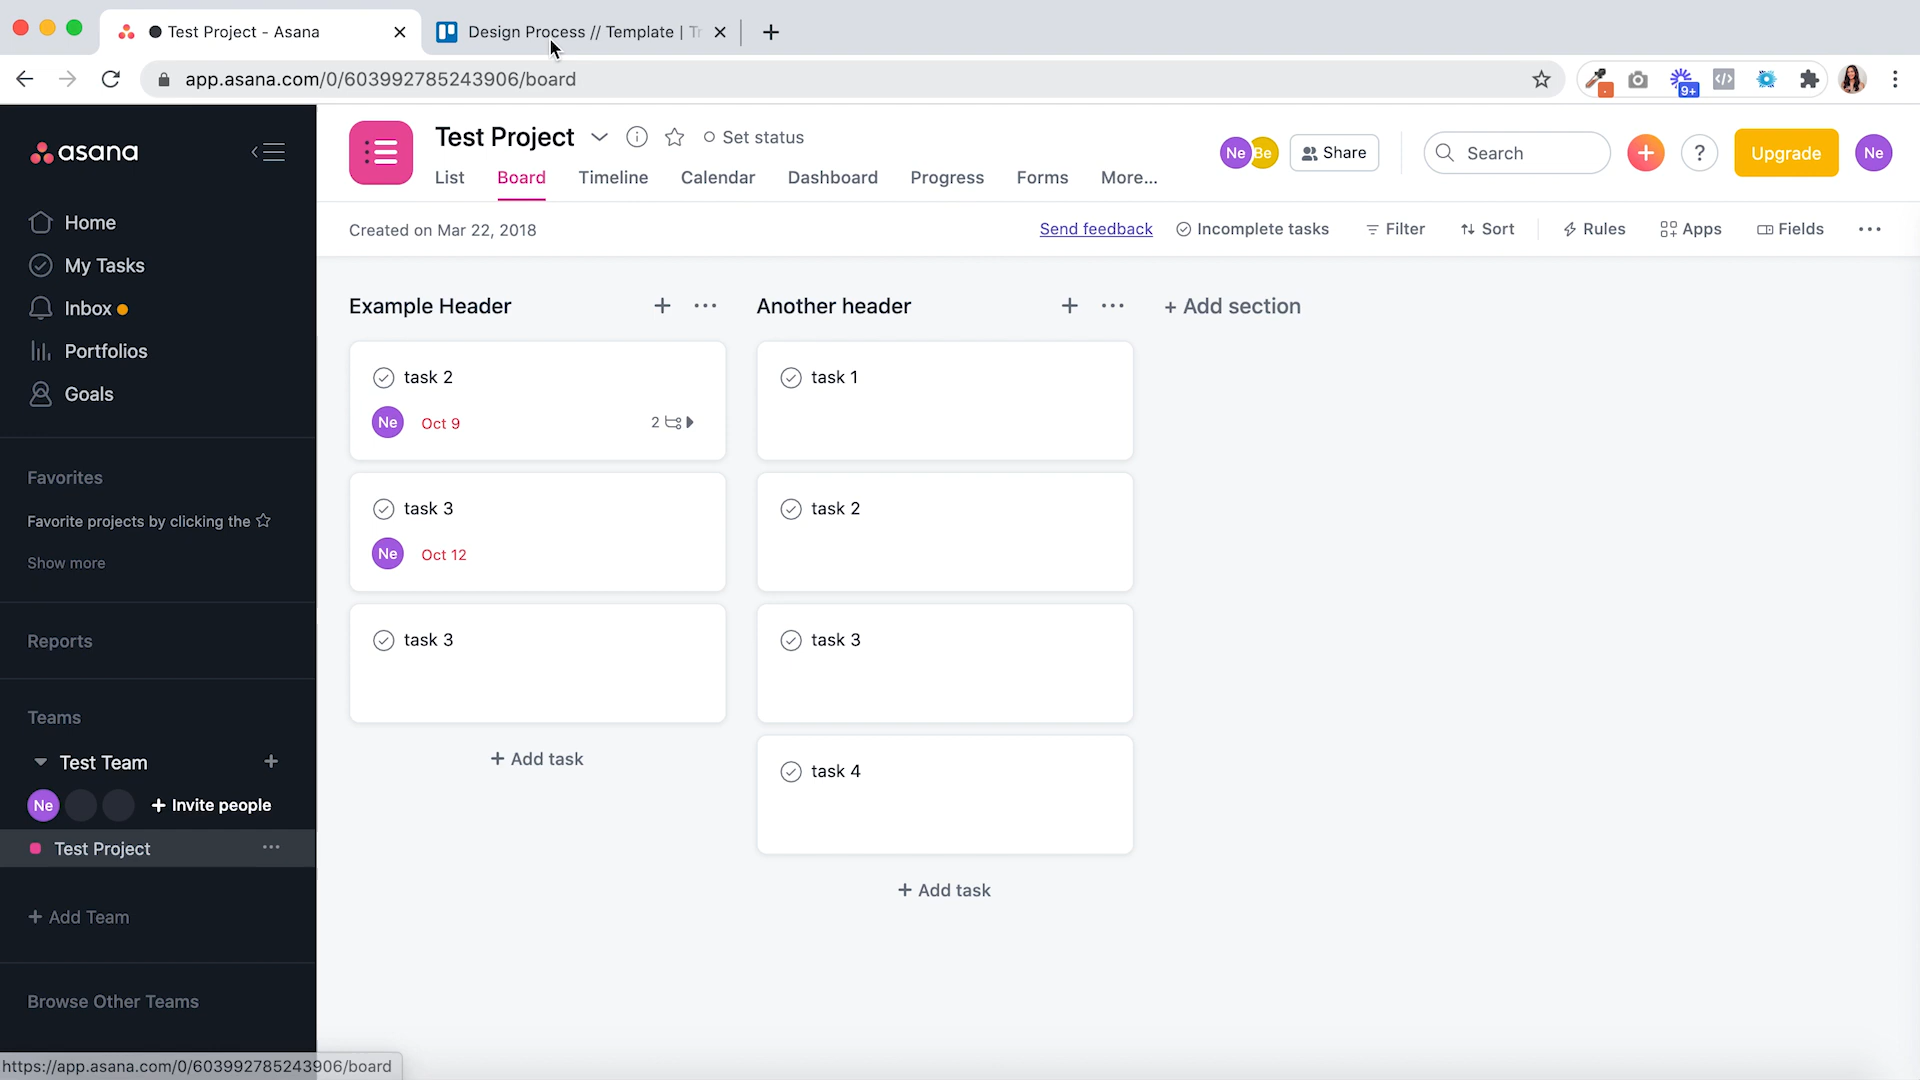 Test Project - Asana
Design Process // Template | Tr
app.asana.com/0/603992785243906/board
9+
asana
Home
My Tasks
Inbox
Portfolios
Goals
Favorites
Favorite projects by clicking the
Show more
Reports
Teams
Test Team
Ne
+ Invite people
Test Project
+ Add Team
Browse Other Teams
https://app.asana.com/0/603992785243906/board
Test Project
Set status
List
Board
Timeline
Calendar
Dashboard
Progress
Forms
More...
Ne
Be
Share
Search
?
Upgrade
Ne
Created on Mar 22, 2018
Send feedback
Incomplete tasks
Filter
Sort
Rules
Apps
Fields
Example Header
task 2
Ne
Oct 9
2
task 3
Ne
Oct 12
task 3
+ Add task
Another header
task 1
task 2
task 3
task 4
+ Add task
+ Add section